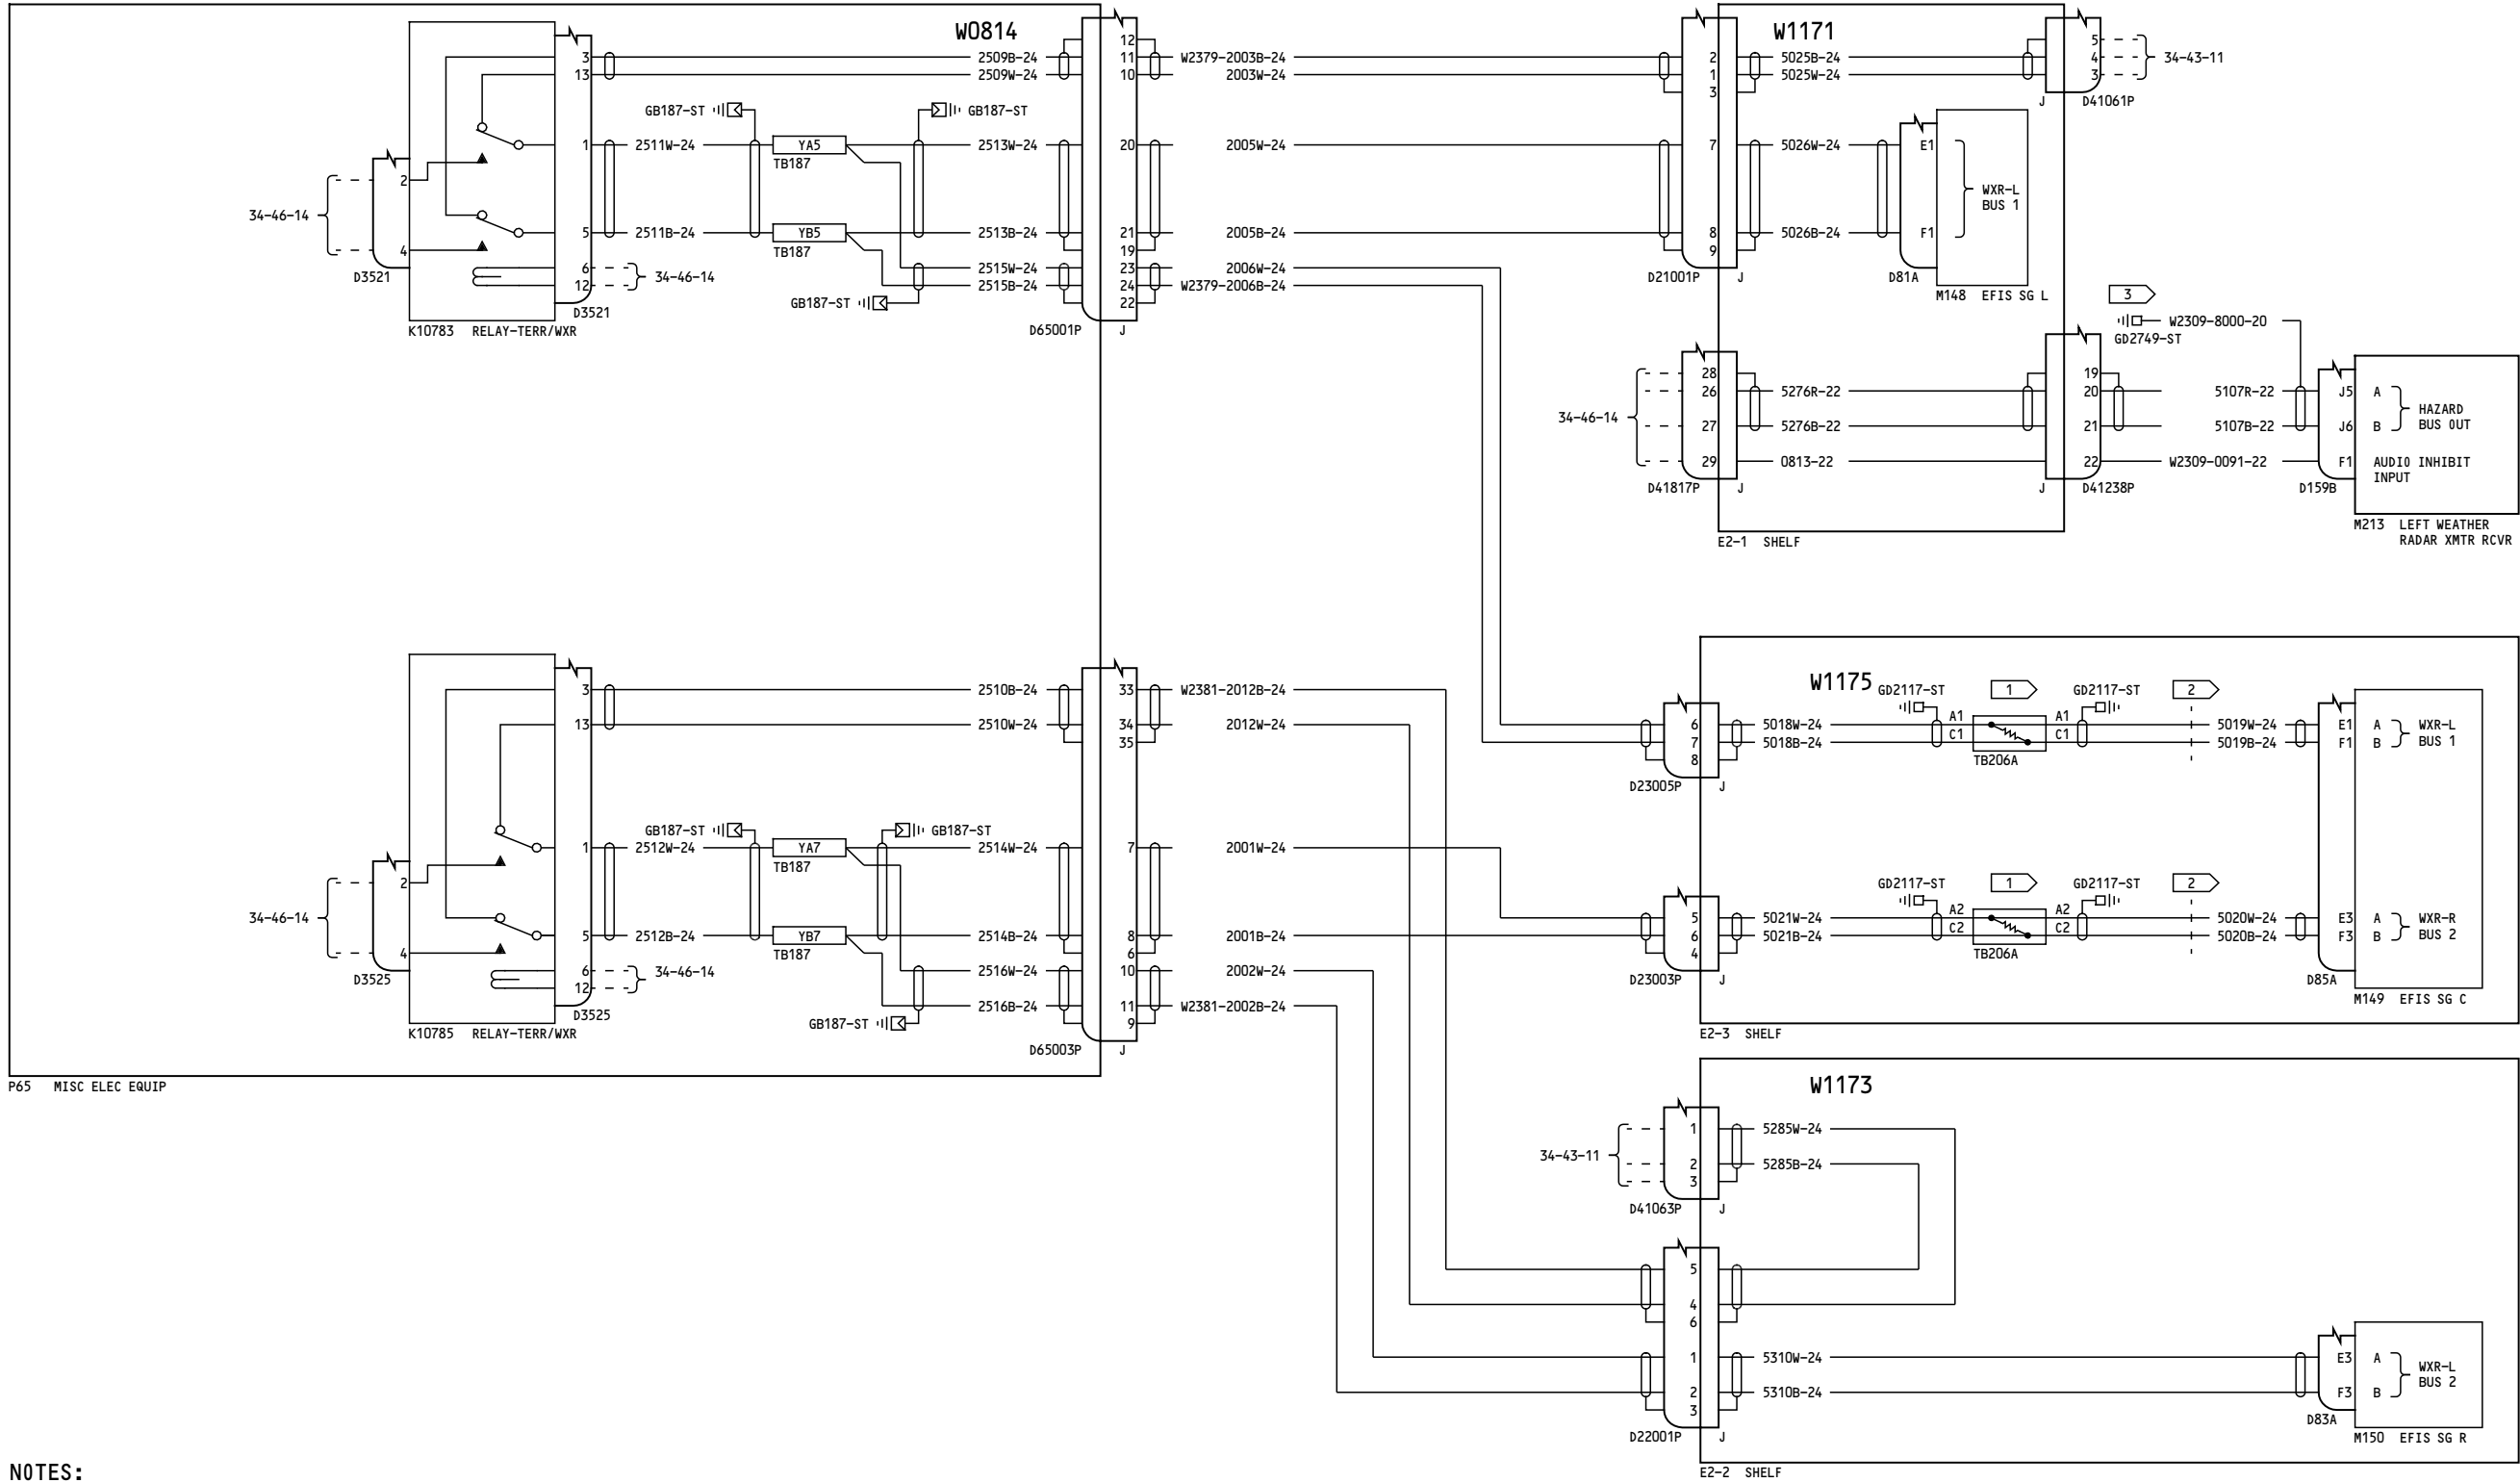 W0814
W1171
3
13
2509B-24
2509W-24
12
11
10
W2379-2003B-24
2003W-24
2
1
3
5025B-24
5025W-24
5
4
3
34-43-11
J
D41061P
GB187-ST
GB187-ST
1
2511W-24
YA5
TB187
2513W-24
20
2005W-24
7
5026W-24
E1
WXR-L
BUS 1
2
34-46-14
4
D3521
5
2511B-24
YB5
TB187
2513B-24
21
19
2005B-24
8
9
5026B-24
F1
D21001P
J
D81A
M148 EFIS SG L
6
12
34-46-14
D3521
K10783 RELAY-TERR/WXR
2515W-24
2515B-24
GB187-ST
23
24
22
2006W-24
W2379-2006B-24
D65001P
J
3
W2309-8000-20
GD2749-ST
34-46-14
28
26
27
29
5276R-22
5276B-22
0813-22
19
20
21
22
5107R-22
5107B-22
W2309-0091-22
J5
J6
F1
A
B
HAZARD
BUS OUT
AUDIO INHIBIT
INPUT
D41817P
J
J
D41238P
D159B
M213 LEFT WEATHER
RADAR XMTR RCVR
E2-1 SHELF
3
13
2510B-24
2510W-24
33
34
35
W2381-2012B-24
2012W-24
W1175
GD2117-ST
1
GD2117-ST
2
6
7
8
5018W-24
5018B-24
A1
C1
A1
C1
TB206A
5019W-24
5019B-24
E1
F1
A
B
WXR-L
BUS 1
D23005P
J
GB187-ST
GB187-ST
1
2512W-24
YA7
TB187
2514W-24
7
2001W-24
2
34-46-14
4
D3525
5
2512B-24
YB7
TB187
2514B-24
8
6
2001B-24
GD2117-ST
1
GD2117-ST
2
5
6
4
5021W-24
5021B-24
A2
C2
A2
C2
TB206A
5020W-24
5020B-24
E3
F3
A
B
WXR-R
BUS 2
D23003P
J
D85A
M149 EFIS SG C
E2-3 SHELF
6
12
34-46-14
D3525
K10785 RELAY-TERR/WXR
2516W-24
2516B-24
GB187-ST
10
11
9
2002W-24
W2381-2002B-24
D65003P
J
P65 MISC ELEC EQUIP
W1173
34-43-11
1
2
3
5285W-24
5285B-24
D41063P
J
5
4
6
1
2
3
5310W-24
5310B-24
E3
F3
A
B
WXR-L
BUS 2
D22001P
J
D83A
M150 EFIS SG R
E2-2 SHELF
NOTES: